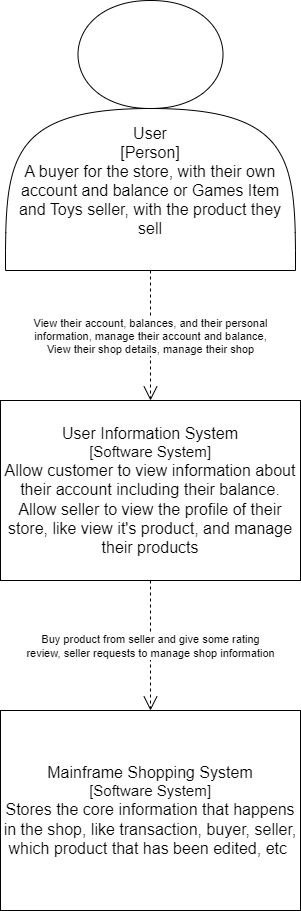 User
[Person]
A buyer for the store, with their own
account and balance or Games Item
and Toys seller, with the product they
sell
View their account, balances, and their personal
information, manage their account and balance,
View their shop details, manage their shop
User Information System
[Software System]
Allow customer to view information about
their account including their balance.
Allow seller to view the profile of their
store, like view it's product, and manage
their products
Buy product from seller and give some rating
review, seller requests to manage shop information
Mainframe Shopping System
[Software System]
Stores the core information that happens
in the shop, like transaction, buyer, seller,
which product that has been edited, etc